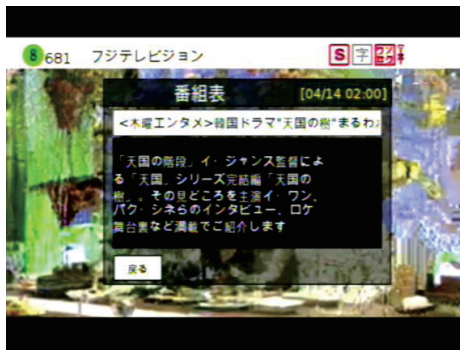 8 681 フジテレビジョン S 字 ワンセグ
番組表 [04/14 02:00]
<木曜エンタメ>韓国ドラマ"天国の樹"まるわ
「天国の階段」イ・ジャンス監督によ
る「天国」シリーズ完結編「天国の
樹」。その見どころを主演イ・ワン、
パク・シネらのインタビュー、ロケ
舞台裏など満載でご紹介します
戻る